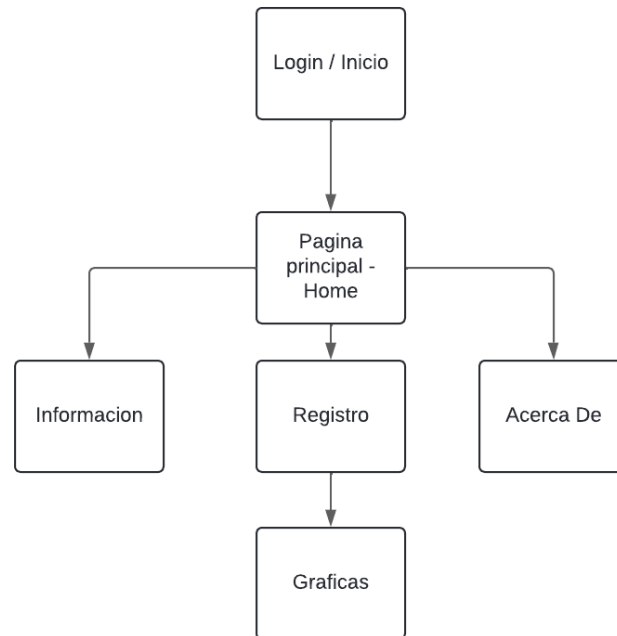 Login / Inicio
Pagina
principal -
Home
Informacion
Registro
Acerca De
Graficas